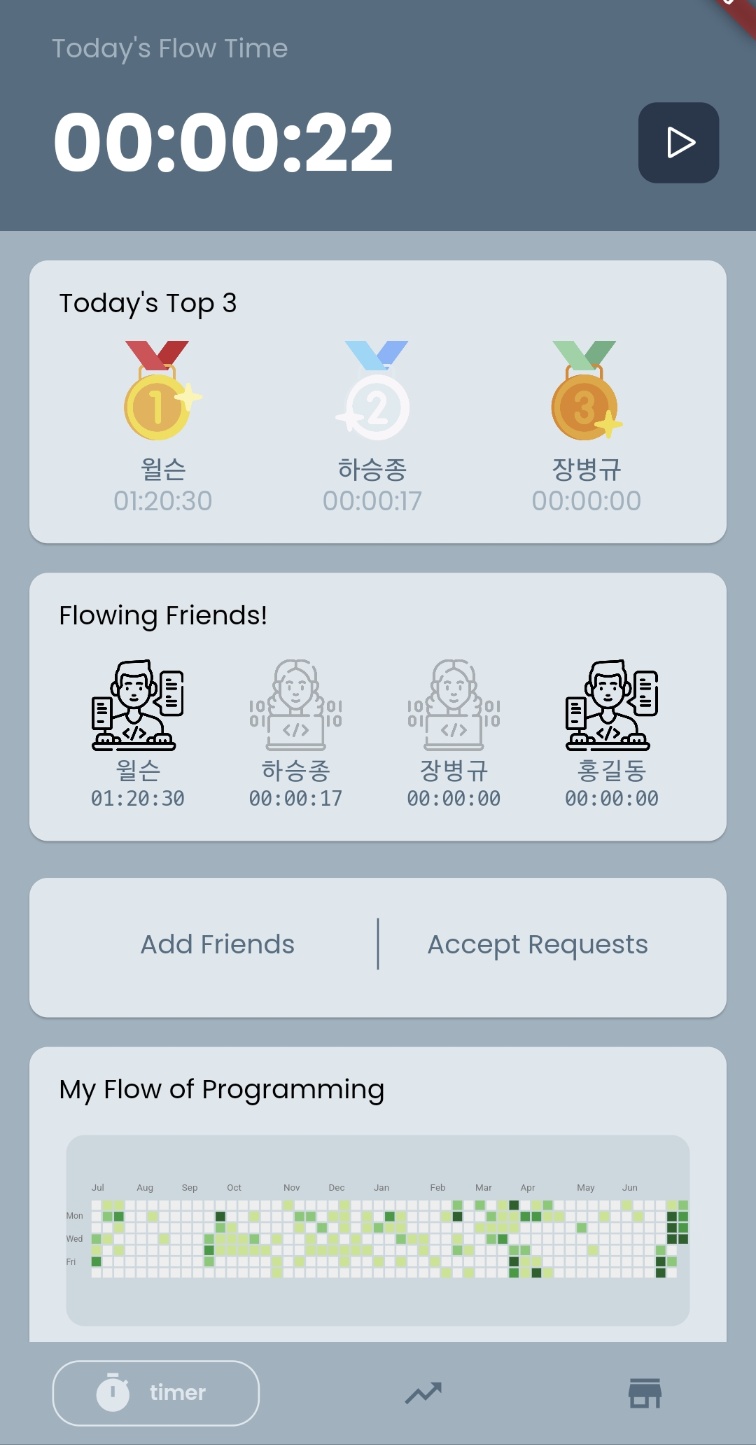 Today's Flow Time
00:00:22
Today's Top 3
1 2 3
윌슨 하승종 장병규
01:20:30 00:00:17 00:00:00
Flowing Friends!
윌슨 하승종 장병규 홍길동
01:20:30 00:00:17 00:00:00 00:00:00
Add Friends Accept Requests
My Flow of Programming
Jul Aug Sep Oct Nov Dec Jan Feb Mar Apr May Jun
Mon
Wed
Fri
timer